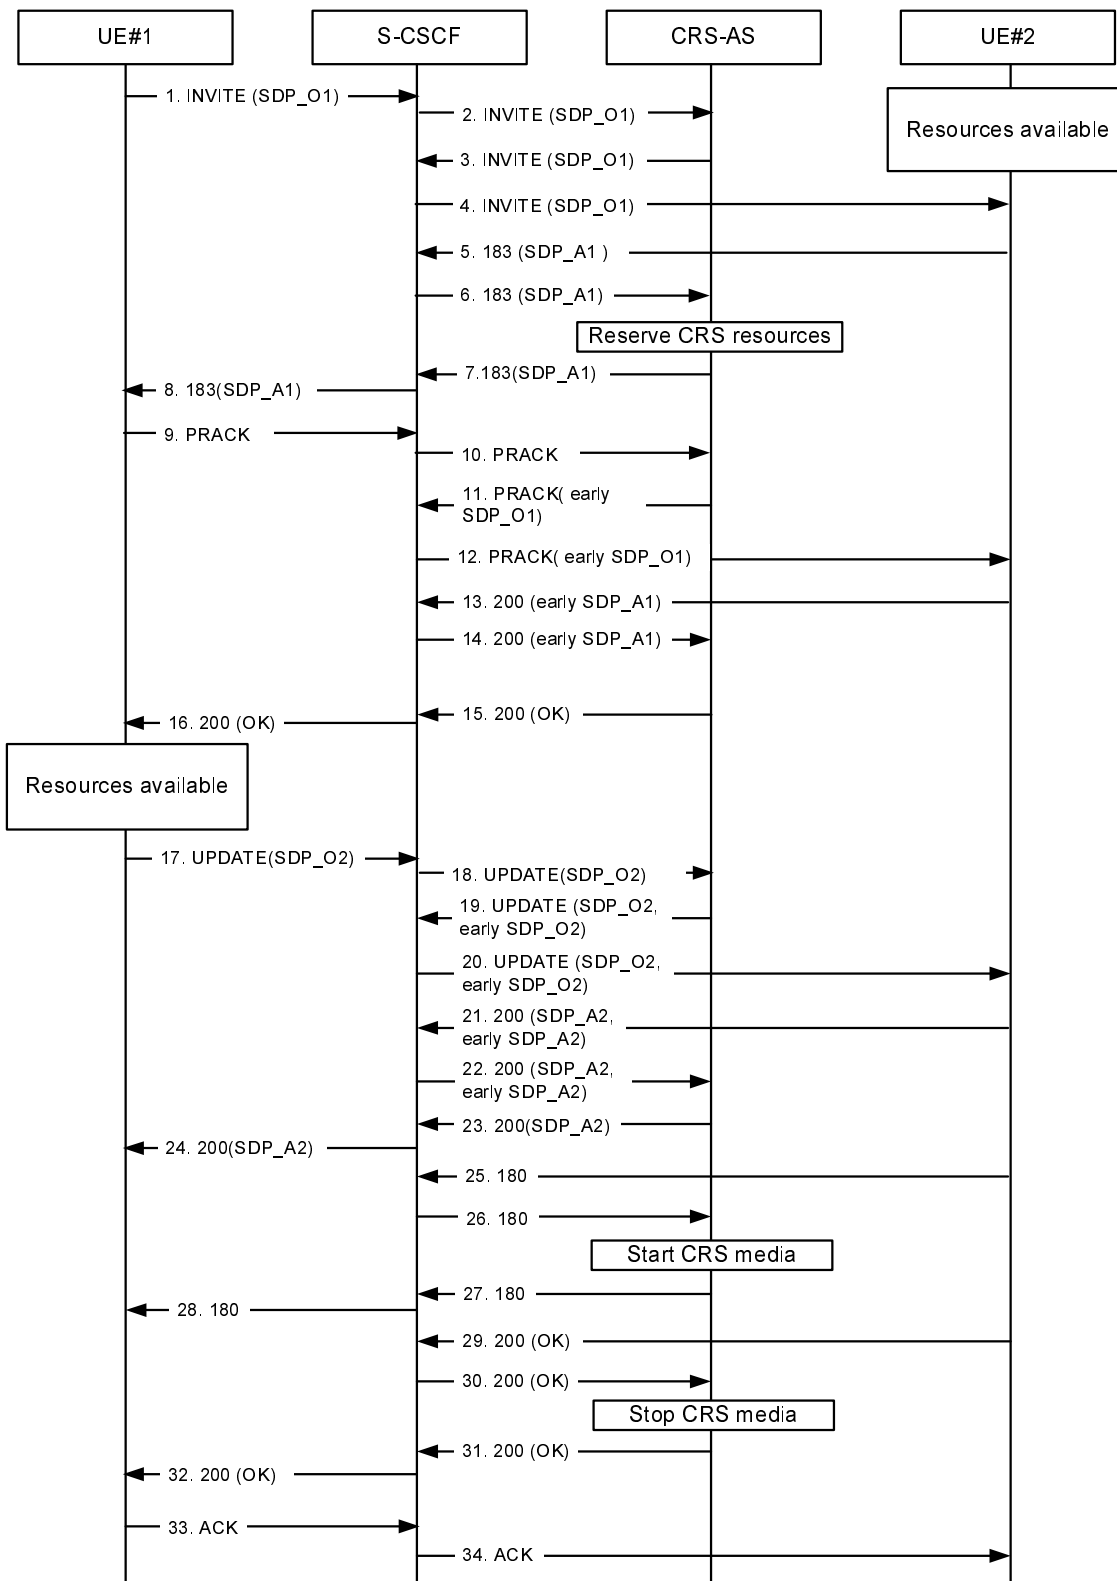 UE#1
S-CSCF
CRS-AS
UE#2
1. INVITE (SDP_O1)
2. INVITE (SDP_O1)
Resources available
3. INVITE (SDP_O1)
4. INVITE (SDP_O1)
5. 183 (SDP_A1 )
6. 183 (SDP_A1)
Reserve CRS resources
7.183(SDP_A1)
8. 183(SDP_A1)
9. PRACK
10. PRACK
11. PRACK( early
SDP_O1)
12. PRACK( early SDP_O1)
13. 200 (early SDP_A1)
14. 200 (early SDP_A1)
15. 200 (OK)
16. 200 (OK)
Resources available
17. UPDATE(SDP_O2)
18. UPDATE(SDP_O2)
19. UPDATE (SDP_O2,
early SDP_O2)
20. UPDATE (SDP_O2,
early SDP_O2)
21. 200 (SDP_A2,
early SDP_A2)
22. 200 (SDP_A2,
early SDP_A2)
23. 200(SDP_A2)
24. 200(SDP_A2)
25. 180
26. 180
Start CRS media
27. 180
28. 180
29. 200 (OK)
30. 200 (OK)
Stop CRS media
31. 200 (OK)
32. 200 (OK)
33. ACK
34. ACK